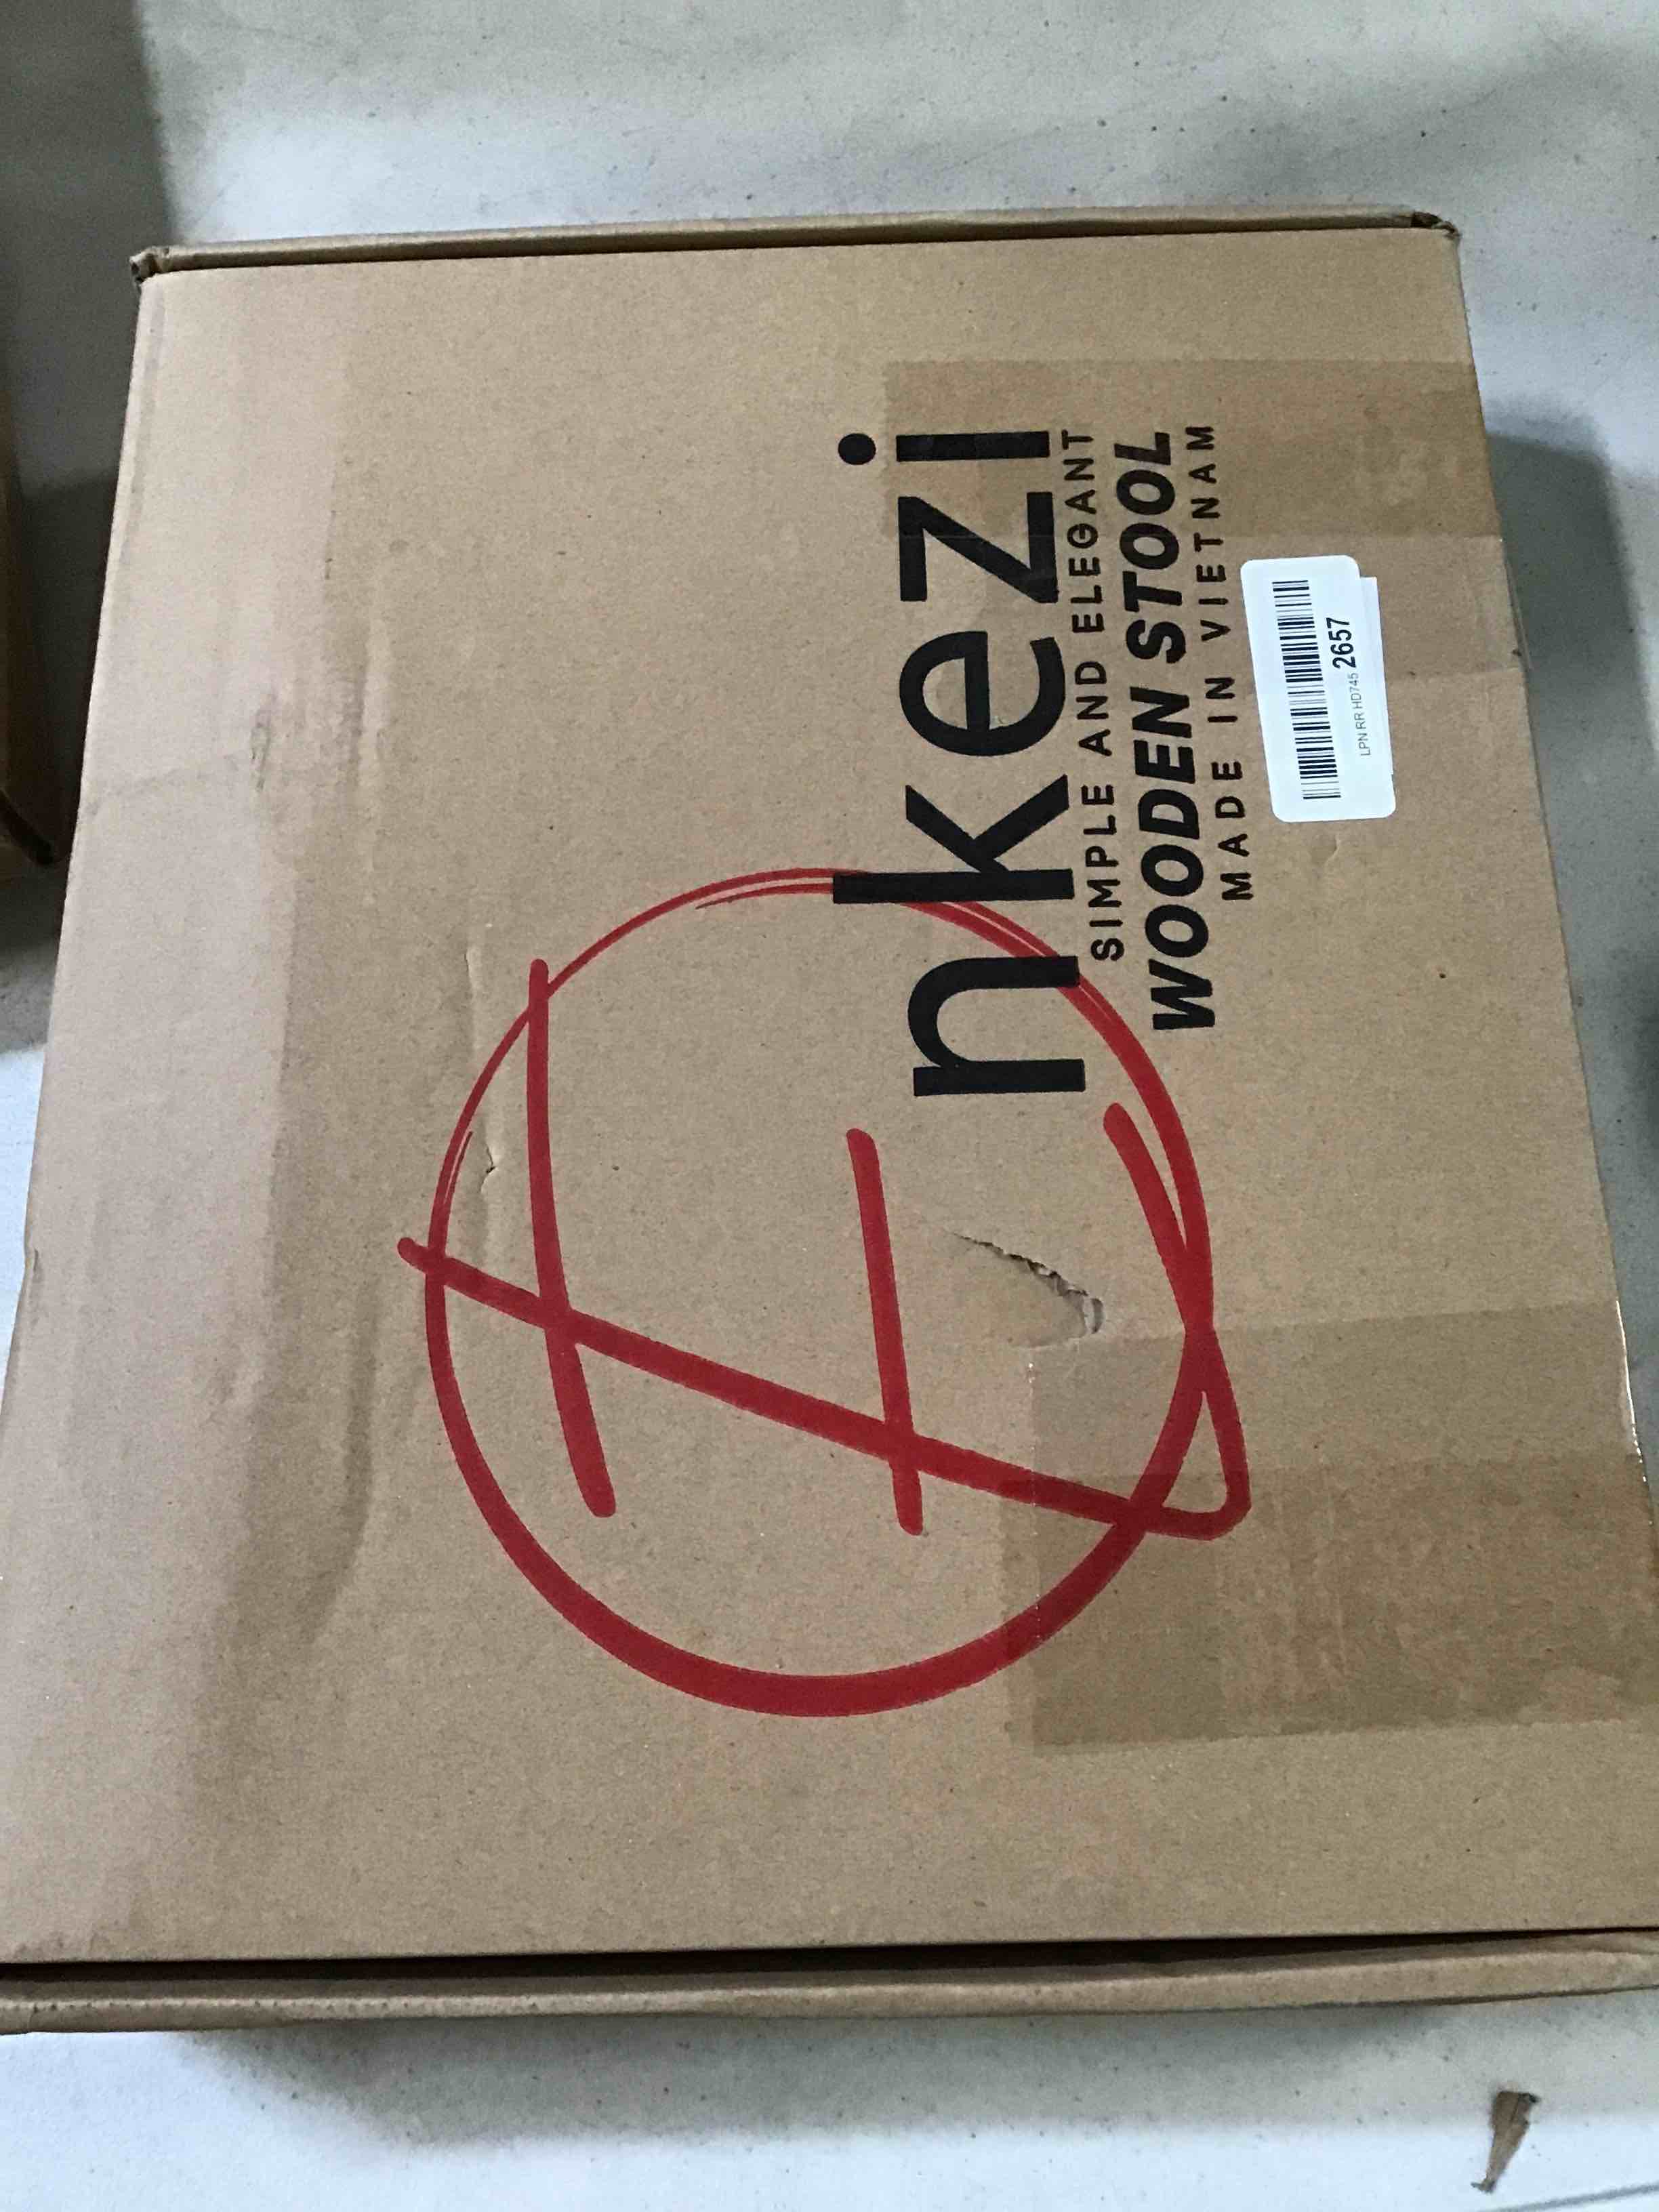 nkezi
SIMPLE AND ELEGANT
WOODEN STOOL
MADE IN VIETNAM
LPN RR HD745 2657